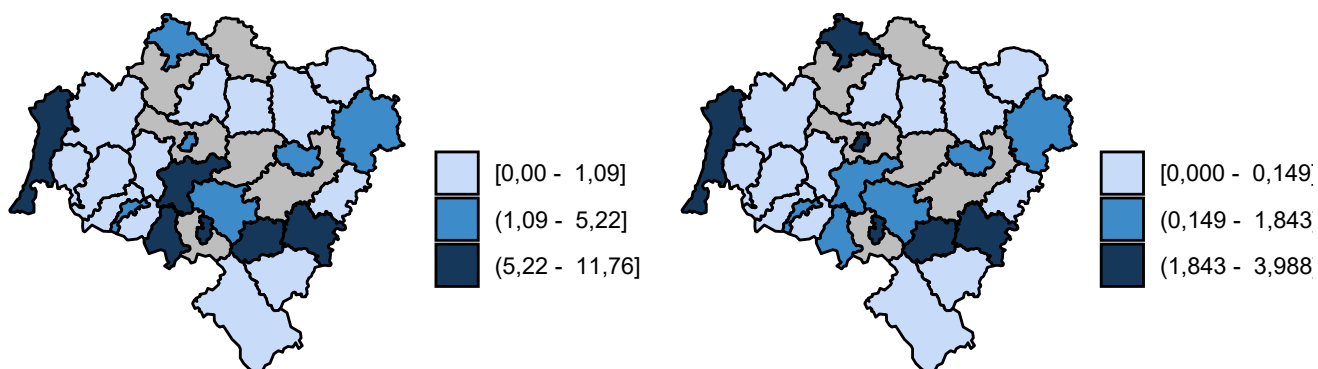 [0,00 - 1,09]
(1,09 - 5,22]
(5,22 - 11,76]
[0,000 - 0,149]
(0,149 - 1,843
(1,843 - 3,988]